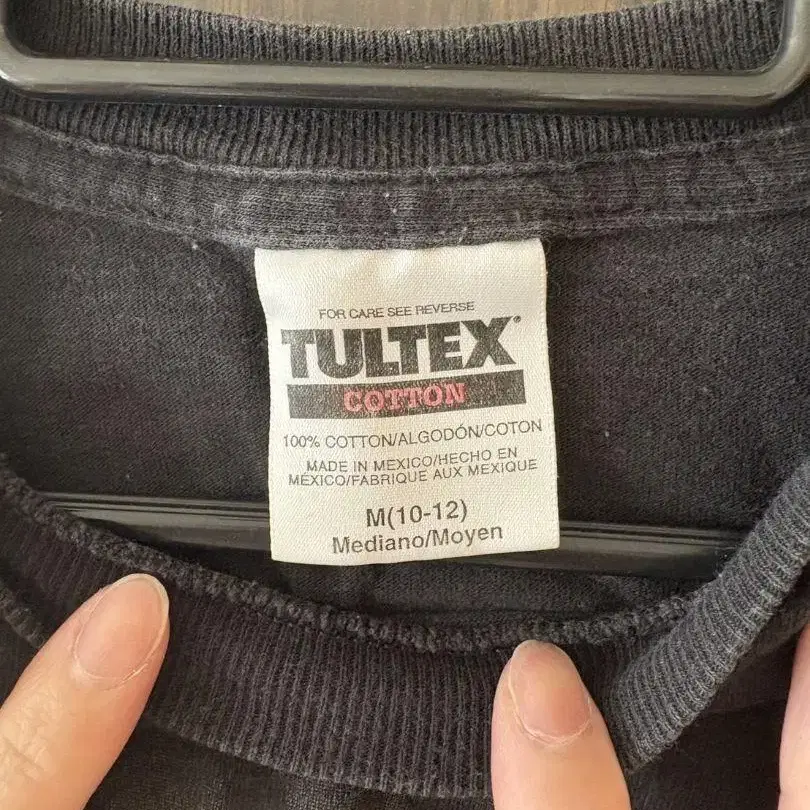 FOR CARE SEE REVERSE
TULTEX®
COTTON
100% COTTON/ALGODÓN/COTON
MADE IN MEXICO/HECHO EN
MÉXICO/FABRIQUE AUX MEXIQUE
M(10-12)
Mediano/Moyen